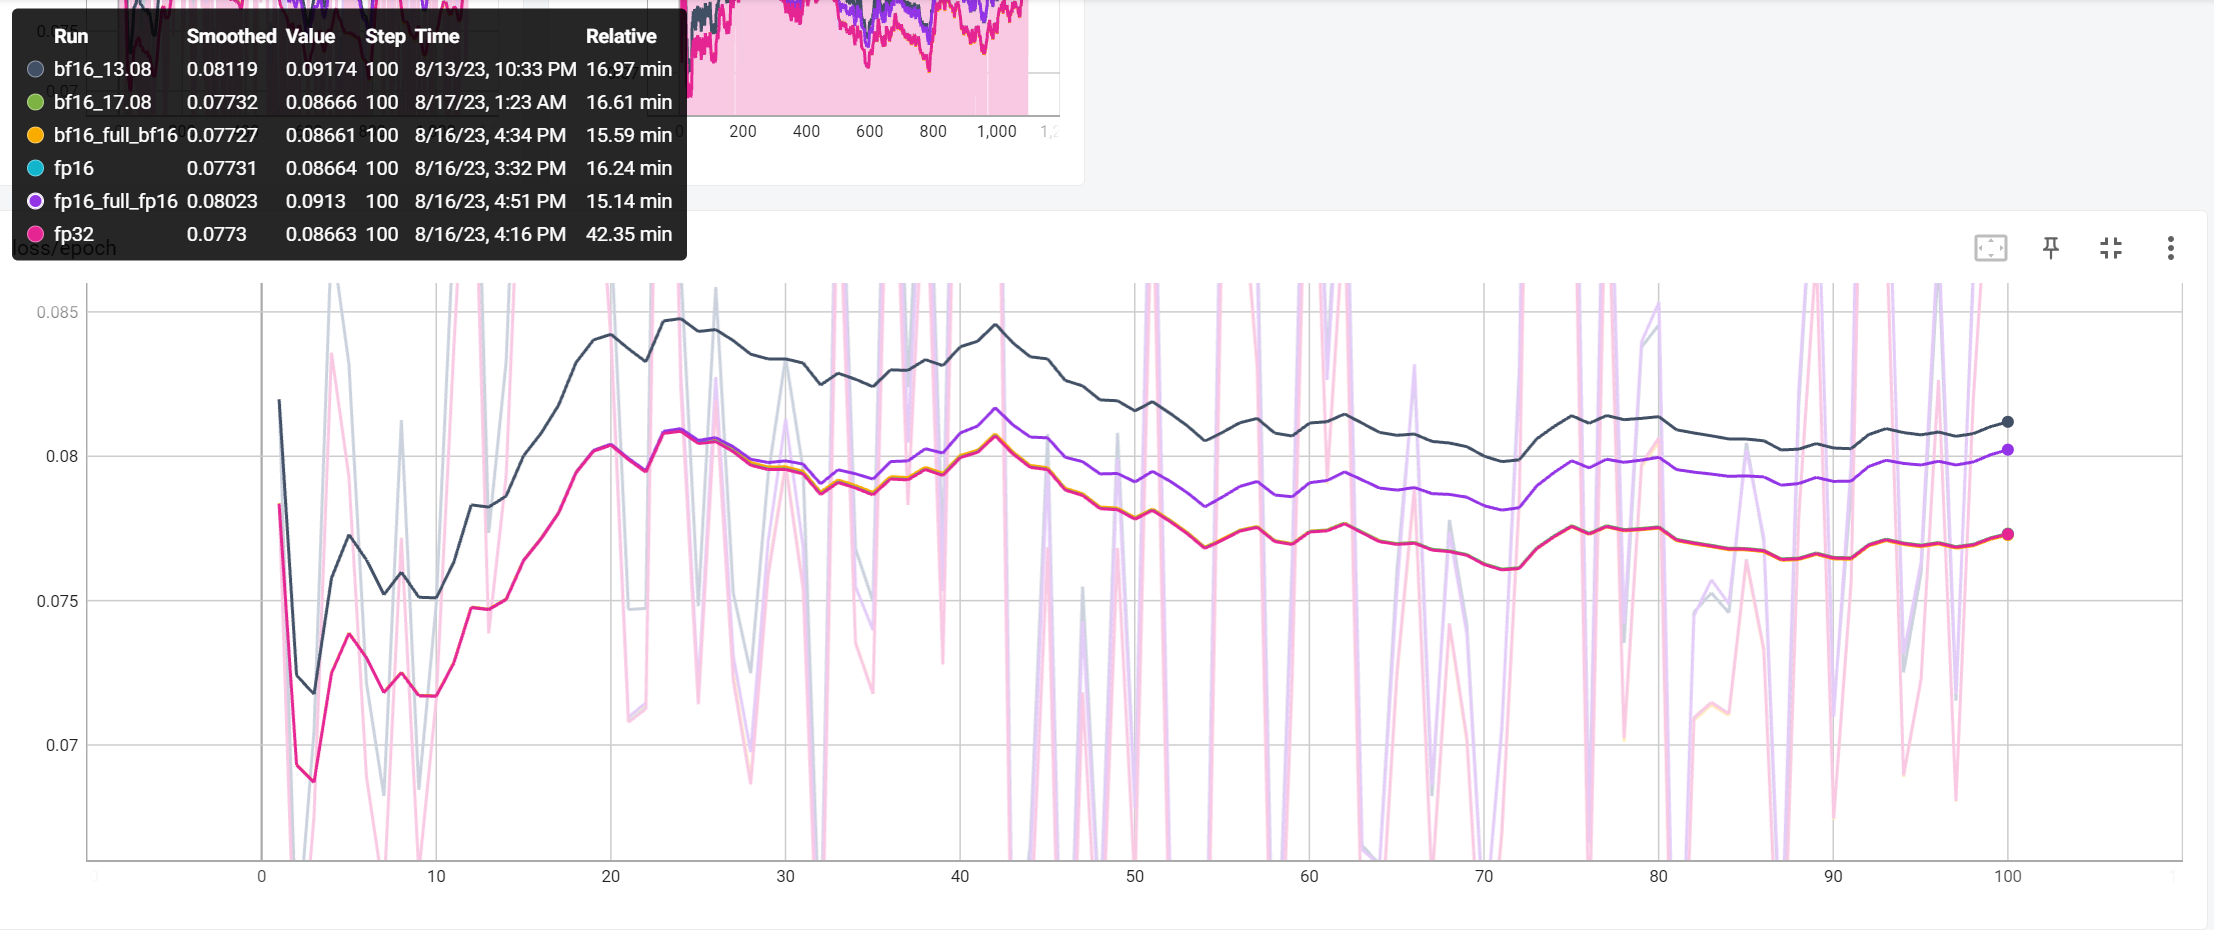 Run Smoothed Value Step Time Relative
bf16_13.08 0.08119 0.09174 100 8/13/23, 10:33 PM 16.97 min
bf16_17.08 0.07732 0.08666 100 8/17/23, 1:23 AM 16.61 min
bf16_full_bf16 0.07727 0.08661 100 8/16/23, 4:34 PM 15.59 min
fp16 0.07731 0.08664 100 8/16/23, 3:32 PM 16.24 min
fp16_full_fp16 0.08023 0.0913 100 8/16/23, 4:51 PM 15.14 min
fp32 0.0773 0.08663 100 8/16/23, 4:16 PM 42.35 min
0 200 400 600 800 1,000
loss/epoch
0.085
0.08
0.075
0.07
0 10 20 30 40 50 60 70 80 90 100